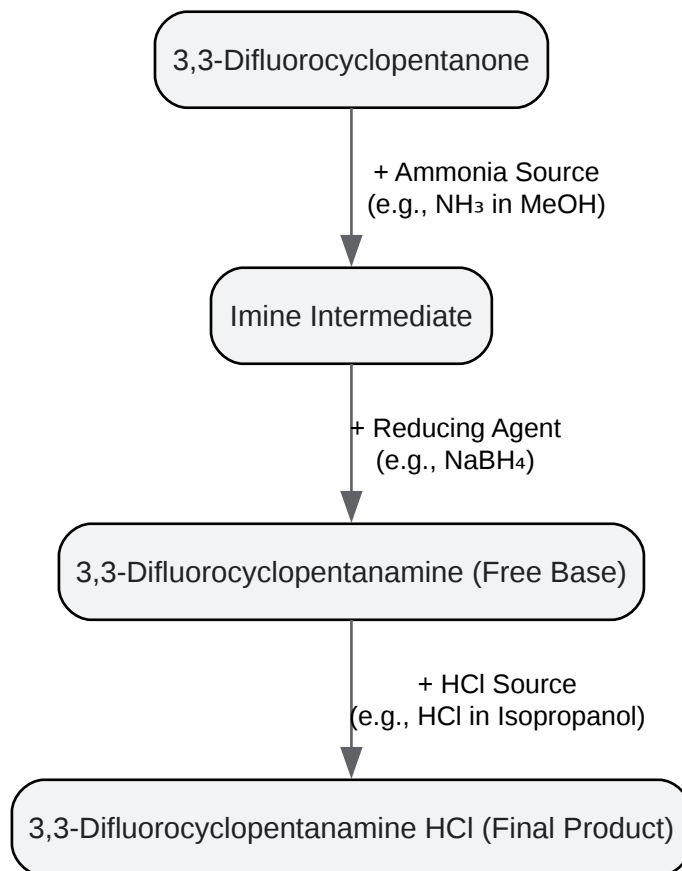 3,3-Difluorocyclopentanone
+ Ammonia Source
(e.g., NH₃ in MeOH)
Imine Intermediate
+ Reducing Agent
(e.g., NaBH₄)
3,3-Difluorocyclopentanamine (Free Base)
+ HCl Source
(e.g., HCl in Isopropanol)
3,3-Difluorocyclopentanamine HCl (Final Product)